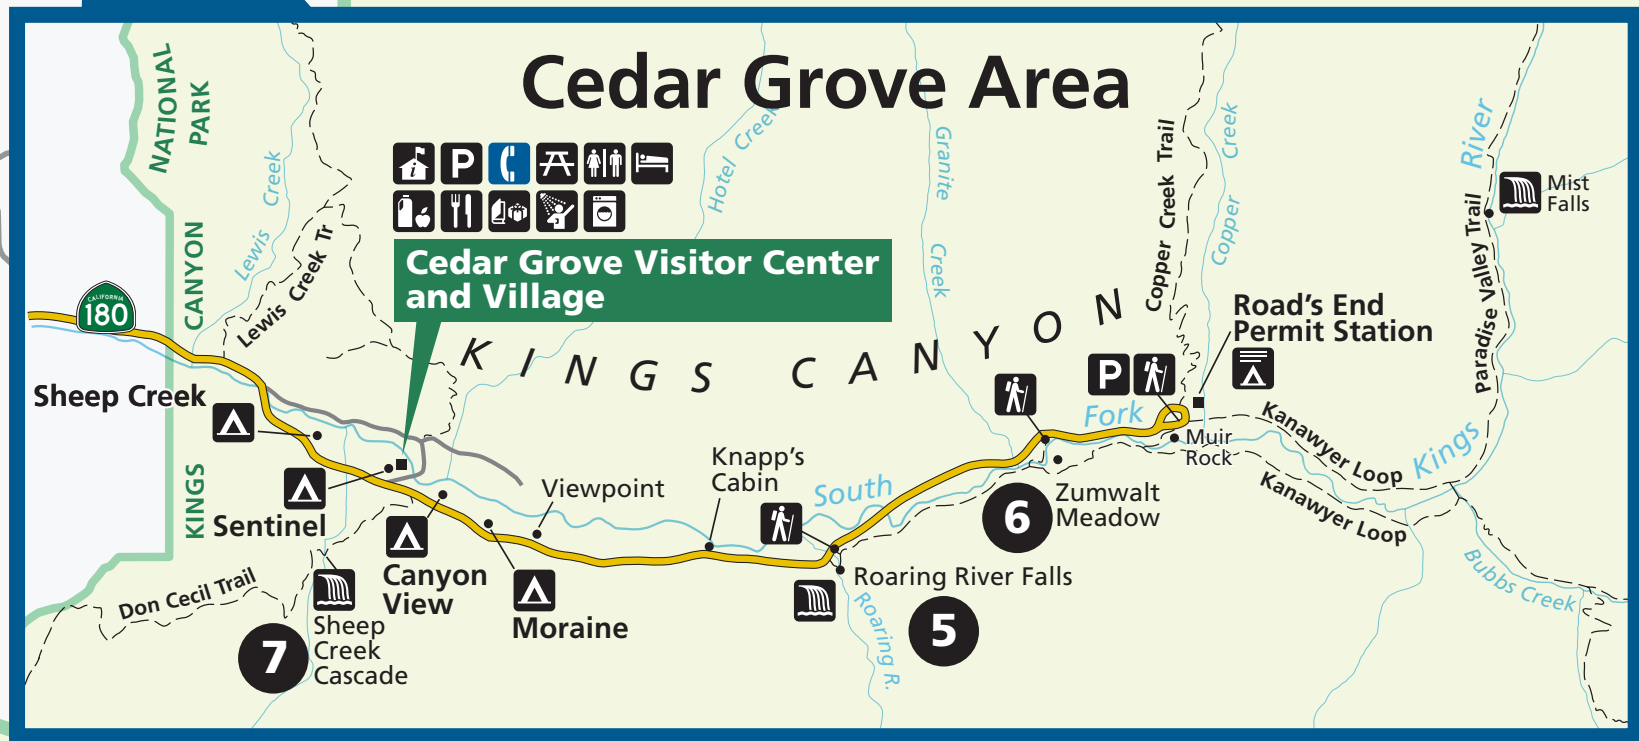 Cedar Grove Area
NATIONAL
PARK
CANYON
KINGS
Lewis Creek
Lewis Creek Tr
Hotel Creek
Granite Creek
Copper Creek Trail
Copper Creek
River
Mist
Falls
Paradise Valley Trail
P
Cedar Grove Visitor Center
and Village
CALIFORNIA
180
KINGS CANYON
Road's End
Permit Station
P
Sheep Creek
Fork
Muir
Rock
Kanawyer Loop
Kings
Kanawyer Loop
Knapp's
Cabin
Viewpoint
South
Sentinel
6
Zumwalt
Meadow
Canyon
View
Moraine
Don Cecil Trail
Roaring River Falls
5
Roaring R.
Bubbs Creek
7
Sheep
Creek
Cascade